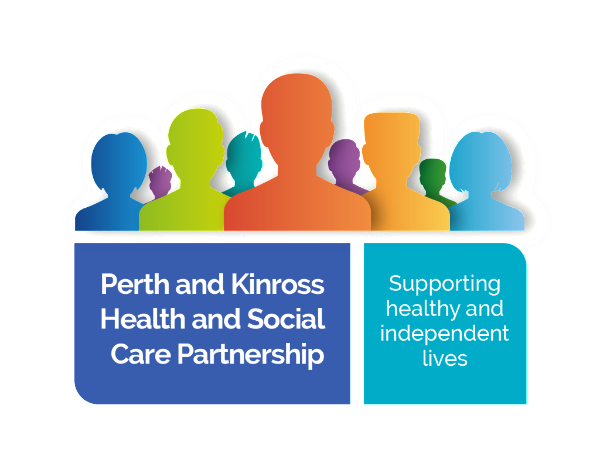 Perth and Kinross
Health and Social
Care Partnership
Supporting
healthy and
independent
lives